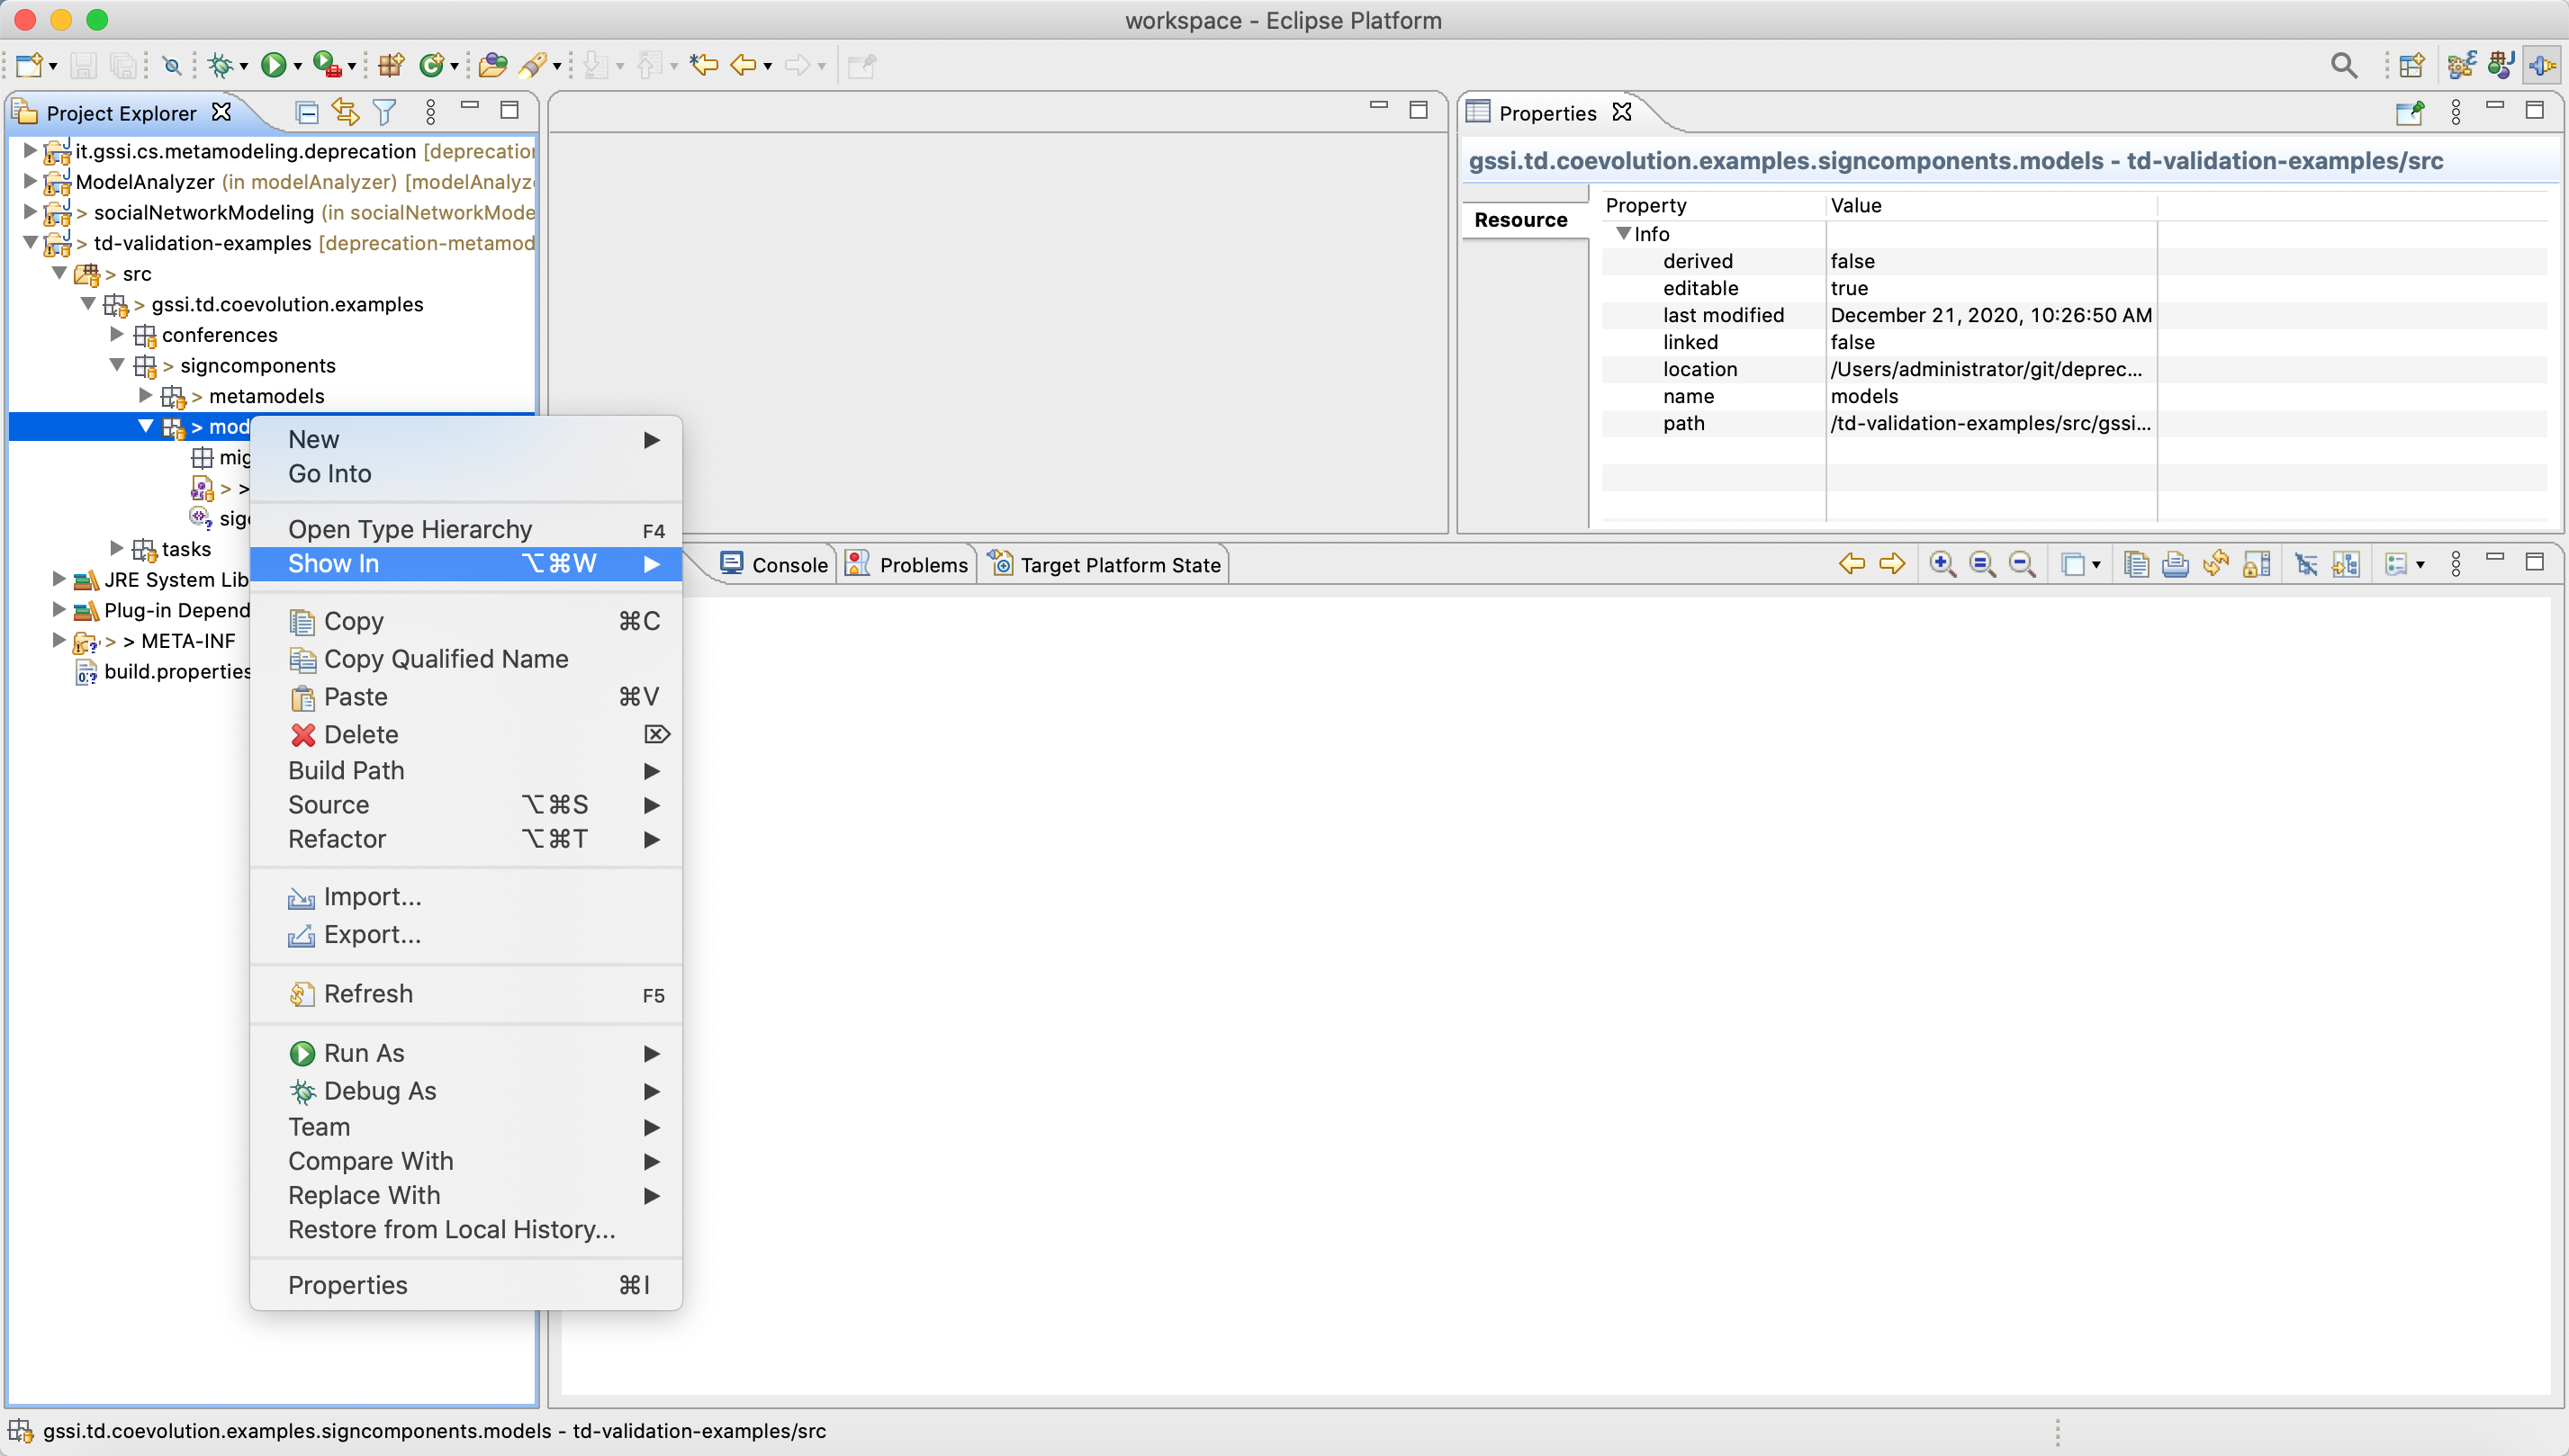 workspace - Eclipse Platform
Project Explorer
it.gssi.cs.metamodeling.deprecation [deprecation
ModelAnalyzer (in modelAnalyzer) [modelAnalyz
> socialNetworkModeling (in socialNetworkMode
> td-validation-examples [deprecation-metamod
> src
> gssi.td.coevolution.examples
conferences
> signcomponents
> metamodels
> mod
mig
> >
sig
tasks
JRE System Lib
Plug-in Depend
> > META-INF
build.properties
New
Go Into
Open Type Hierarchy F4
Show In ⌥⌘W
Copy ⌘C
Copy Qualified Name
Paste ⌘V
Delete ⌦
Build Path
Source ⌥⌘S
Refactor ⌥⌘T
Import...
Export...
Refresh F5
Run As
Debug As
Team
Compare With
Replace With
Restore from Local History...
Properties ⌘I
Properties
gssi.td.coevolution.examples.signcomponents.models - td-validation-examples/src
Resource
Property Value
Info
derived false
editable true
last modified December 21, 2020, 10:26:50 AM
linked false
location /Users/administrator/git/deprec...
name models
path /td-validation-examples/src/gssi...
Console Problems Target Platform State
gssi.td.coevolution.examples.signcomponents.models - td-validation-examples/src